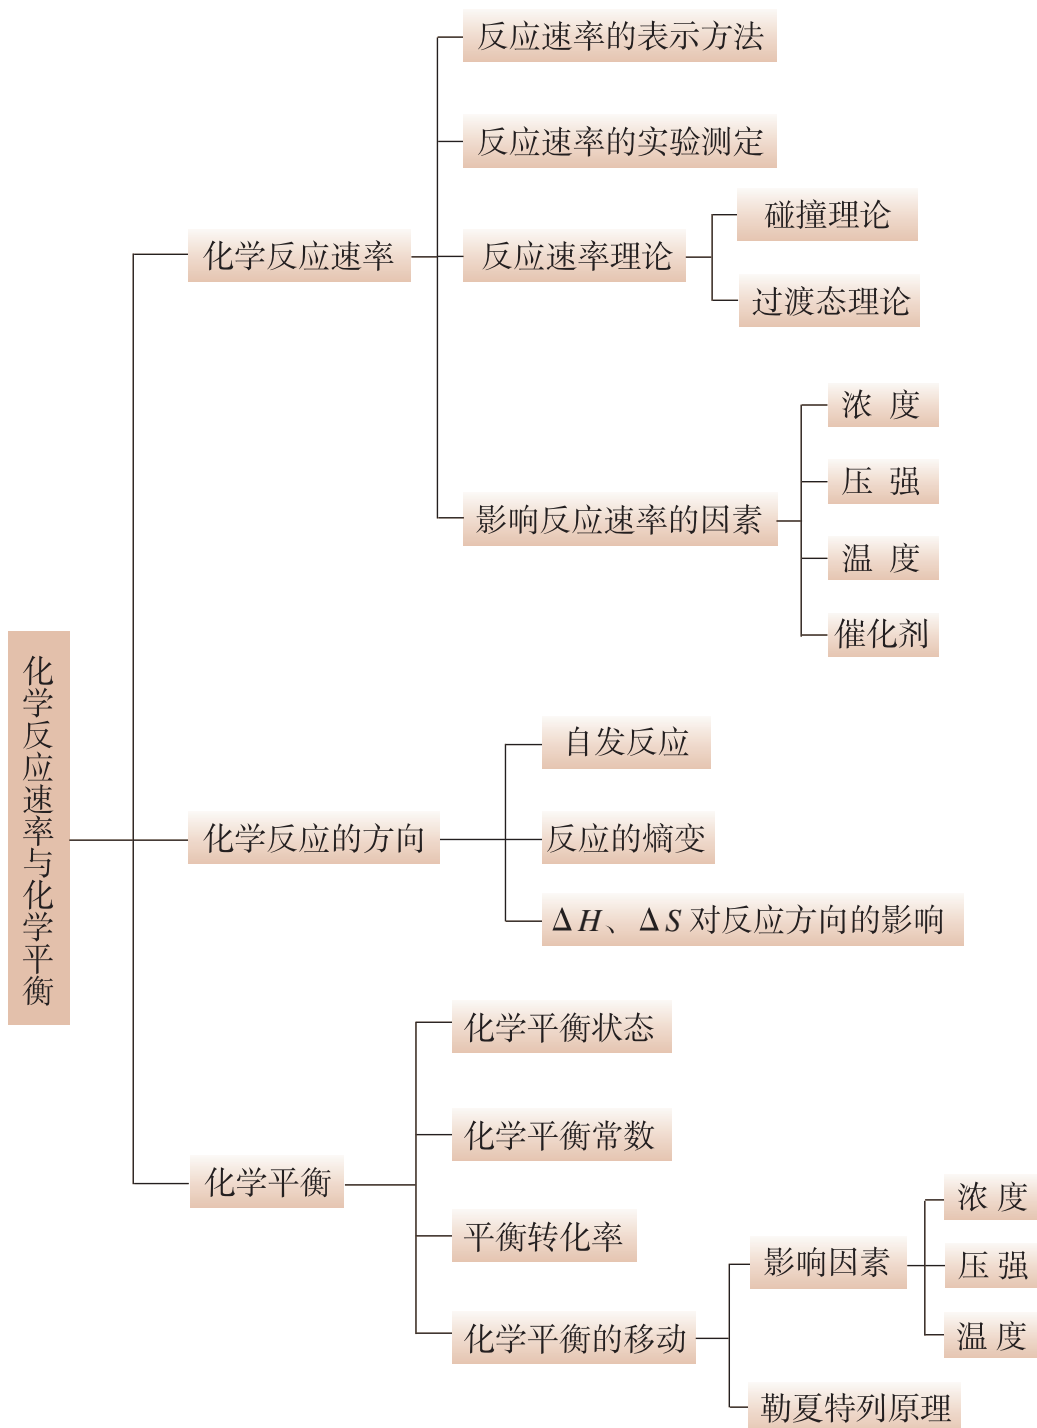 化学反应速率与化学平衡
化学反应速率
反应速率的表示方法
反应速率的实验测定
反应速率理论
碰撞理论
过渡态理论
影响反应速率的因素
浓 度
压 强
温 度
催化剂
化学反应的方向
自发反应
反应的熵变
ΔH、ΔS 对反应方向的影响
化学平衡
化学平衡状态
化学平衡常数
平衡转化率
化学平衡的移动
影响因素
浓 度
压 强
温 度
勒夏特列原理